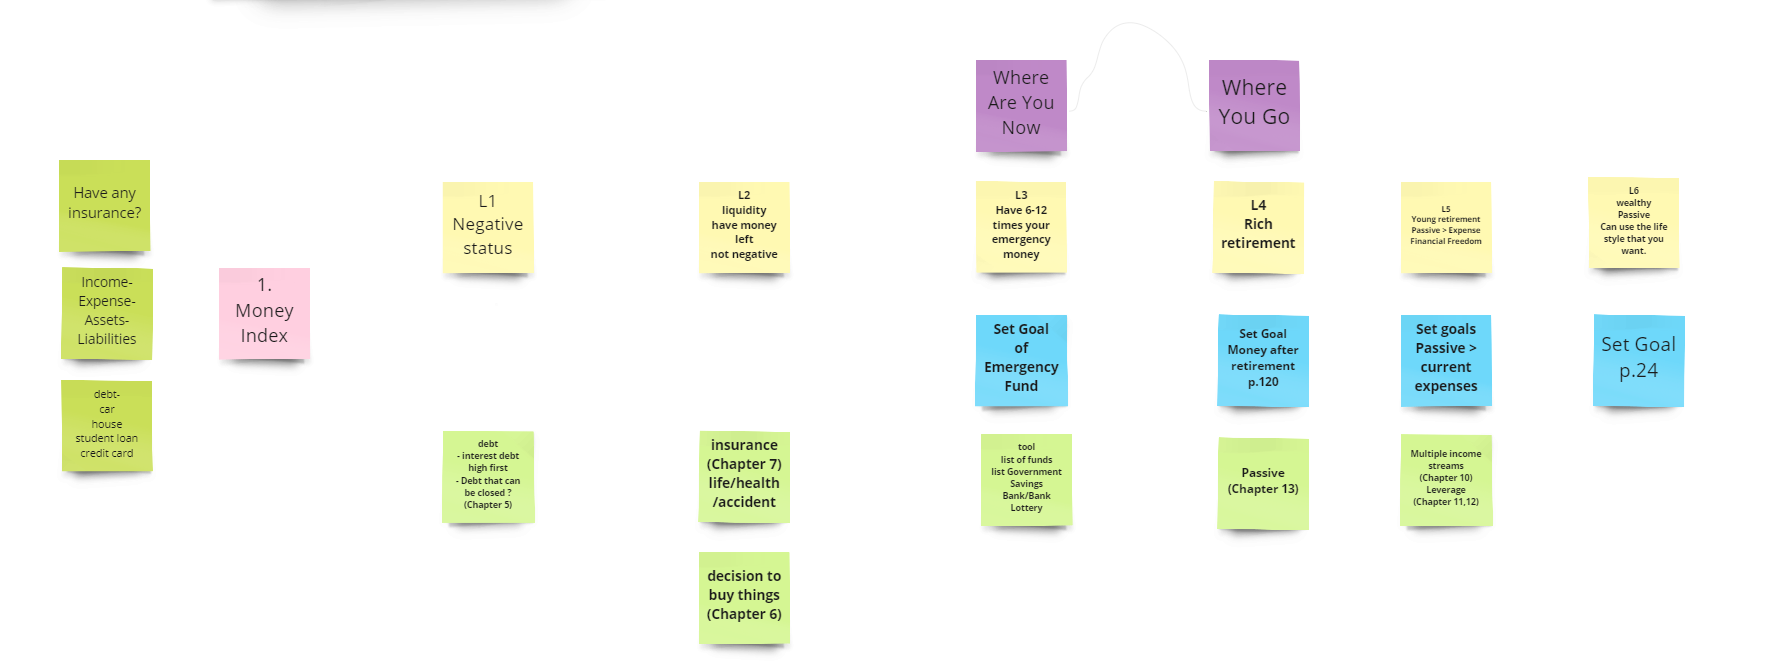 Where
Are You
Now
Where
You Go
Have any
insurance?
Income-
Expense-
Assets-
Liabilities
debt-
car
house
student loan
credit card
1.
Money
Index
L1
Negative
status
L2
liquidity
have money
left
not negative
L3
Have 6-12
times your
emergency
money
L4
Rich
retirement
L5
Young retirement
Passive > Expense
Financial Freedom
L6
wealthy
Passive
Can use the life
style that you
want.
Set Goal
of
Emergency
Fund
Set Goal
Money after
retirement
p.120
Set goals
Passive >
current
expenses
Set Goal
p.24
debt
- interest debt
high first
- Debt that can
be closed ?
(Chapter 5)
insurance
(Chapter 7)
life/health
/accident
tool
list of funds
list Government
Savings
Bank/Bank
Lottery
Passive
(Chapter 13)
Multiple income
streams
(Chapter 10)
Leverage
(Chapter 11,12)
decision to
buy things
(Chapter 6)